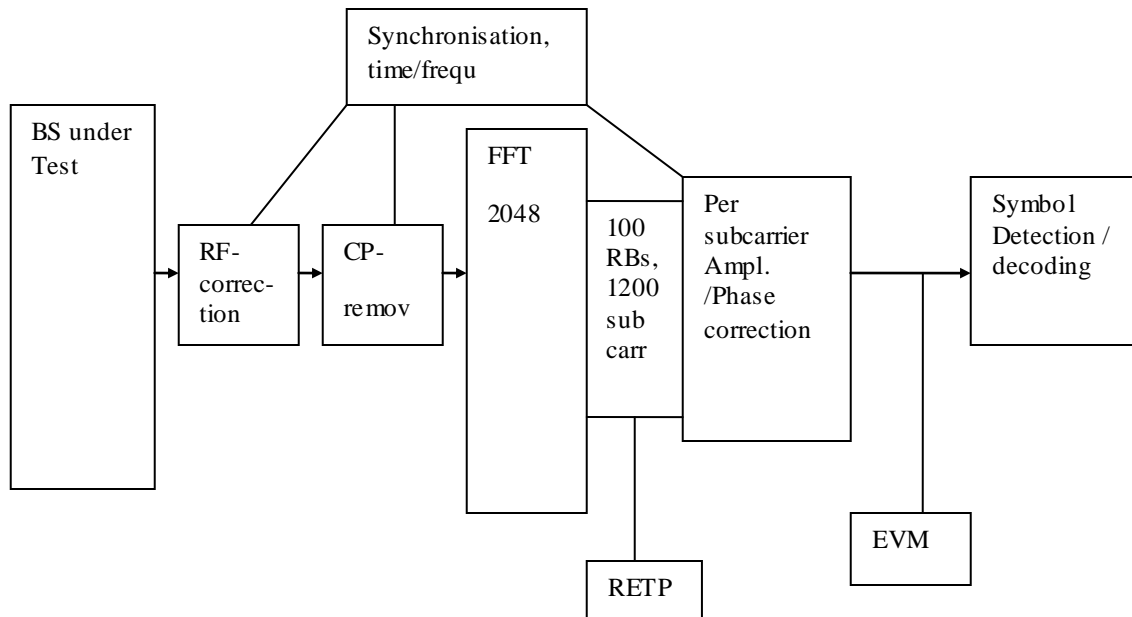 Synchronisation,
time/frequ
BS under
Test
RF-
correc-
tion
CP-
remov
FFT
2048
100
RBs,
1200
sub
carr
Per
subcarrier
Ampl.
/Phase
correction
Symbol
Detection /
decoding
EVM
RETP